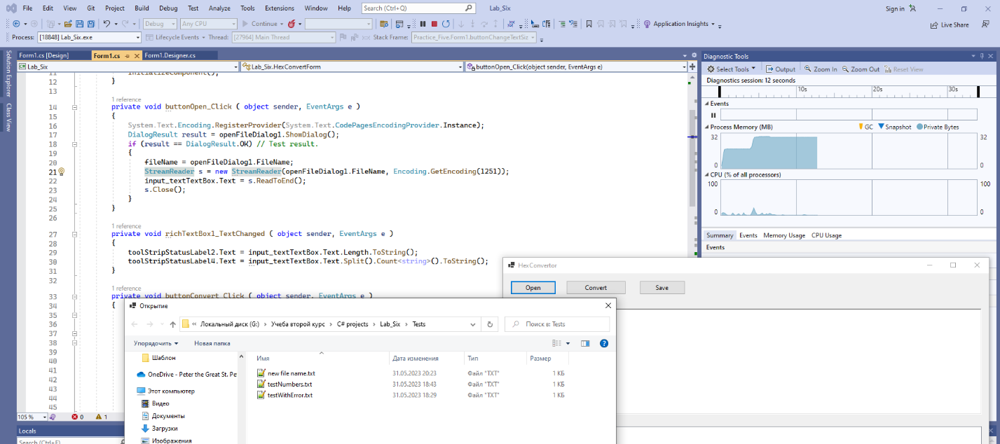 File Edit View Git Project Build Debug Test Analyze Tools Extensions Window Help Search (Ctrl+Q) Lab_Six Sign in
Debug Any CPU Continue Application Insights Live Share
Process: [18848] Lab_Six.exe Lifecycle Events Thread: [27964] Main Thread Stack Frame: Practice_Five.Form1.buttonChangeTestSiz
Solution Explorer
Class View
Form1.cs [Design] Form1.cs Form1.Designer.cs
Lab_Six Lab_Six.HexConvertForm buttonOpen_Click(object sender, EventArgs e)
11 InitializeComponent();
12 }
13
1 reference
14 private void buttonOpen_Click ( object sender, EventArgs e )
15 {
16 System.Text.Encoding.RegisterProvider(System.Text.CodePagesEncodingProvider.Instance);
17 DialogResult result = openFileDialog1.ShowDialog();
18 if (result == DialogResult.OK) // Test result.
19 {
20 fileName = openFileDialog1.FileName;
21 StreamReader s = new StreamReader(openFileDialog1.FileName, Encoding.GetEncoding(1251));
22 input_textTextBox.Text = s.ReadToEnd();
23 s.Close();
24 }
25 }
26
1 reference
27 private void richTextBox1_TextChanged ( object sender, EventArgs e )
28 {
29 toolStripStatusLabel2.Text = input_textTextBox.Text.Length.ToString();
30 toolStripStatusLabel4.Text = input_textTextBox.Text.Split().Count<string>().ToString();
31 }
32
1 reference
33 private void buttonConvert_Click ( object sender, EventArgs e )
34 {
35
36
37
38
39
40
41
42
43
44
45
105 % 0 1
Locals
Search (Ctrl+E)
Diagnostic Tools
Select Tools Output Zoom In Zoom Out Reset View
Diagnostics session: 12 seconds
10s 20s 30s
Events
Process Memory (MB) GC Snapshot Private Bytes
32 32
0 0
CPU (% of all processors)
100 100
0 0
Summary Events Memory Usage CPU Usage
Events
HexConvertor
Open Convert Save
Открытие
« Локальный диск (G:) › Учеба второй курс › C# projects › Lab_Six › Tests Поиск в: Tests
Упорядочить Новая папка
Шаблон
OneDrive - Peter the Great St. Pe
Этот компьютер
Видео
Документы
Загрузки
Изображения
Имя Дата изменения Тип Размер
new file name.txt 31.05.2023 20:23 Файл "TXT" 1 КБ
testNumbers.txt 31.05.2023 18:43 Файл "TXT" 1 КБ
testWithError.txt 31.05.2023 18:29 Файл "TXT" 1 КБ